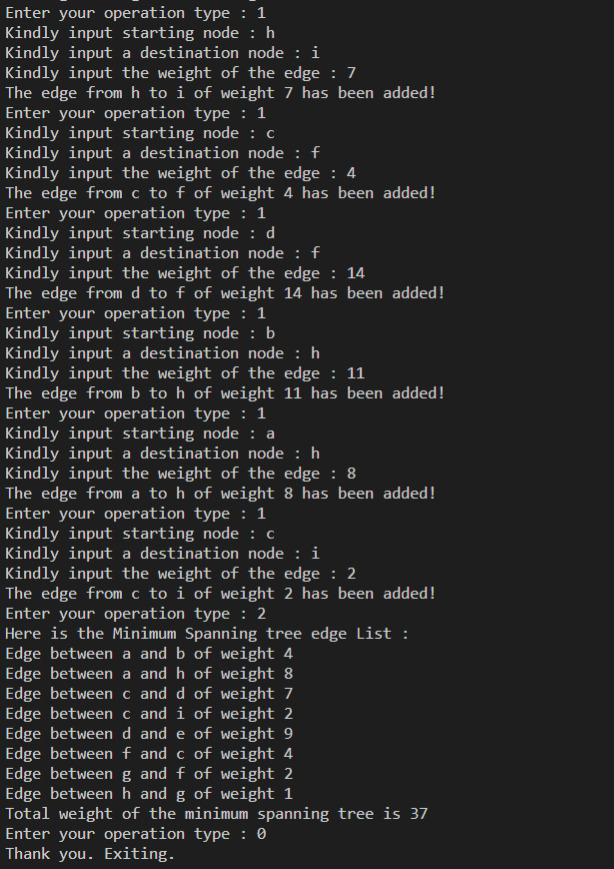 Enter your operation type : 1
Kindly input starting node : h
Kindly input a destination node : i
Kindly input the weight of the edge : 7
The edge from h to i of weight 7 has been added!
Enter your operation type : 1
Kindly input starting node : c
Kindly input a destination node : f
Kindly input the weight of the edge : 4
The edge from c to f of weight 4 has been added!
Enter your operation type : 1
Kindly input starting node : d
Kindly input a destination node : f
Kindly input the weight of the edge : 14
The edge from d to f of weight 14 has been added!
Enter your operation type : 1
Kindly input starting node : b
Kindly input a destination node : h
Kindly input the weight of the edge : 11
The edge from b to h of weight 11 has been added!
Enter your operation type : 1
Kindly input starting node : a
Kindly input a destination node : h
Kindly input the weight of the edge : 8
The edge from a to h of weight 8 has been added!
Enter your operation type : 1
Kindly input starting node : c
Kindly input a destination node : i
Kindly input the weight of the edge : 2
The edge from c to i of weight 2 has been added!
Enter your operation type : 2
Here is the Minimum Spanning tree edge List :
Edge between a and b of weight 4
Edge between a and h of weight 8
Edge between c and d of weight 7
Edge between c and i of weight 2
Edge between d and e of weight 9
Edge between f and c of weight 4
Edge between g and f of weight 2
Edge between h and g of weight 1
Total weight of the minimum spanning tree is 37
Enter your operation type : 0
Thank you. Exiting.